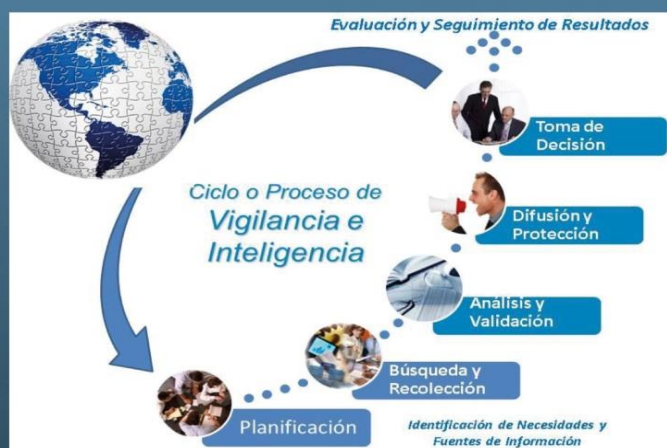 Evaluación y Seguimiento de Resultados
Toma de
Decisión
Ciclo o Proceso de
Vigilancia e
Inteligencia
Difusión y
Protección
Análisis y
Validación
Búsqueda y
Recolección
Planificación
Identificación de Necesidades y
Fuentes de Información